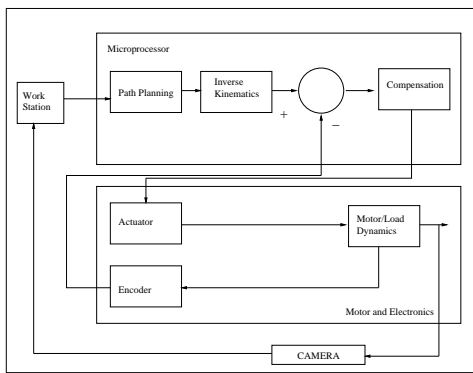 Microprocessor
Work
Station
Path Planning
Inverse
Kinematics
+
−
Compensation
Actuator
Motor/Load
Dynamics
Encoder
Motor and Electronics
CAMERA